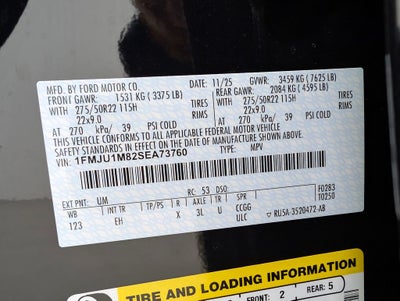 MFD. BY FORD MOTOR CO.
DATE: 11/25 GVWR: 3459 KG ( 7625 LB)
FRONT GAWR: 1531 KG ( 3375 LB) REAR GAWR: 2084 KG ( 4595 LB)
275/50R22 115H TIRES 275/50R22 115H TIRES
22x9.0 RIMS 22x9.0 RIMS
AT 270 kPa/ 39 PSI COLD AT 270 kPa/ 39 PSI COLD
THIS VEHICLE CONFORMS TO ALL APPLICABLE FEDERAL MOTOR VEHICLE
SAFETY STANDARDS IN EFFECT ON THE DATE OF MANUFACTURE SHOWN ABOVE.
VIN: 1FMJU1M82SEA73760 TYPE: MPV
EXT PNT: UM RC: 53 DSO: F0283
WB INT TR TP/PS R AXLE TR SPR T0250
123 EH X 3L U CCGG
ULC RU5A-3520472-AB
TIRE AND LOADING INFORMATION
FRONT: 2 REAR: 5